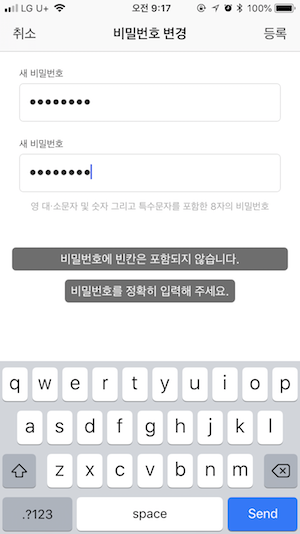 LG U+ 오전 9:17 100%
취소 비밀번호 변경 등록
새 비밀번호
●●●●●●●●
새 비밀번호
●●●●●●●●
영 대·소문자 및 숫자 그리고 특수문자를 포함한 8자의 비밀번호
비밀번호에 빈칸은 포함되지 않습니다.
비밀번호를 정확히 입력해 주세요.
q w e r t y u i o p
a s d f g h j k l
z x c v b n m
.?123 space Send